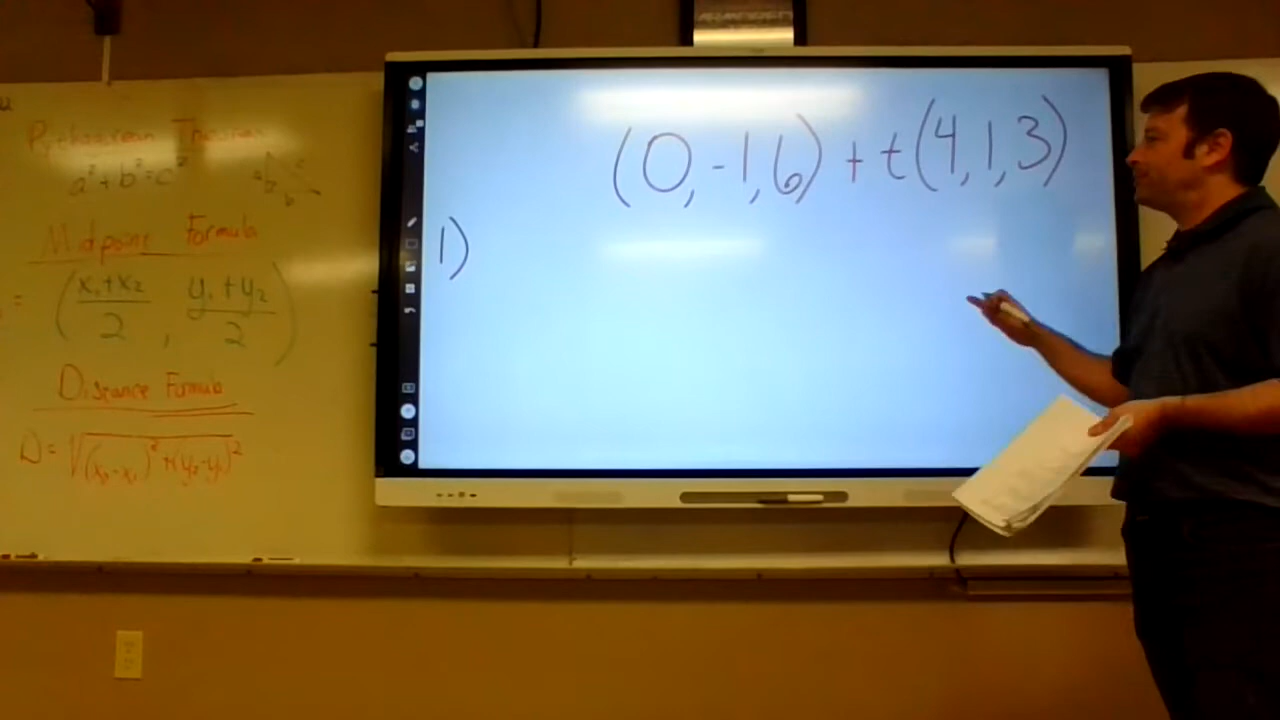 Pythagorean Theorem
a² + b² = c²
Midpoint Formula
= (x₁+x₂/2, y₁+y₂/2)
Distance Formula
D = √(x₂-x₁)²+(y₂-y₁)²
(0,-1,6) + t(4,1,3)
1)